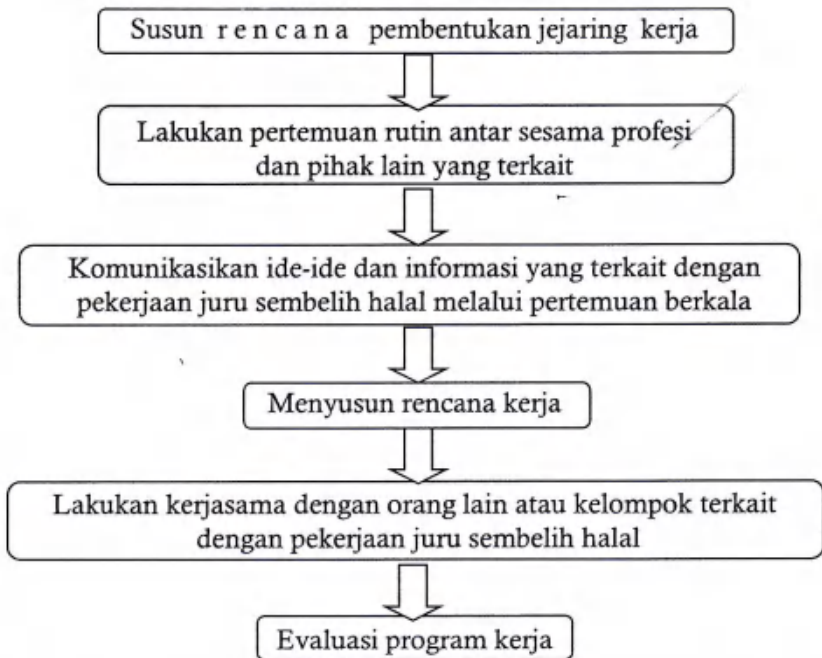 Susun r e n c a n a pembentukan jejaring kerja
Lakukan pertemuan rutin antar sesama profesi
dan pihak lain yang terkait
Komunikasikan ide-ide dan informasi yang terkait dengan
pekerjaan juru sembelih halal melalui pertemuan berkala
Menyusun rencana kerja
Lakukan kerjasama dengan orang lain atau kelompok terkait
dengan pekerjaan juru sembelih halal
Evaluasi program kerja